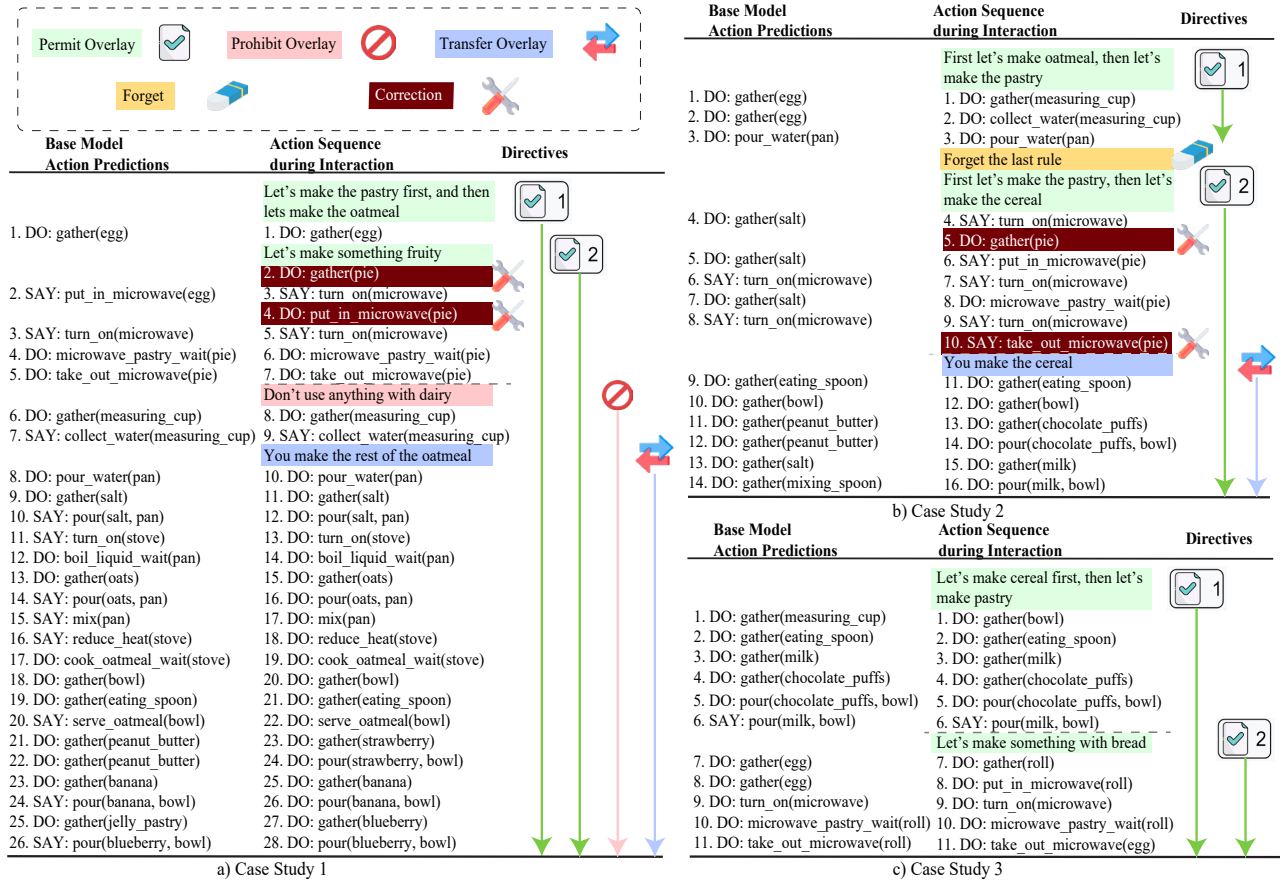 Permit Overlay
Prohibit Overlay
Transfer Overlay
Forget
Correction
Base Model
Action Predictions
Action Sequence
during Interaction
Directives
Let's make the pastry first, and then
lets make the oatmeal
1
1. DO: gather(egg)
1. DO: gather(egg)
Let's make something fruity
2
2. DO: gather(pie)
2. SAY: put_in_microwave(egg)
3. SAY: turn_on(microwave)
4. DO: put_in_microwave(pie)
3. SAY: turn_on(microwave)
5. SAY: turn_on(microwave)
4. DO: microwave_pastry_wait(pie)
6. DO: microwave_pastry_wait(pie)
5. DO: take_out_microwave(pie)
7. DO: take_out_microwave(pie)
Don't use anything with dairy
6. DO: gather(measuring_cup)
8. DO: gather(measuring_cup)
7. SAY: collect_water(measuring_cup)
9. SAY: collect_water(measuring_cup)
You make the rest of the oatmeal
8. DO: pour_water(pan)
10. DO: pour_water(pan)
9. DO: gather(salt)
11. DO: gather(salt)
10. SAY: pour(salt, pan)
12. DO: pour(salt, pan)
11. SAY: turn_on(stove)
13. DO: turn_on(stove)
12. DO: boil_liquid_wait(pan)
14. DO: boil_liquid_wait(pan)
13. DO: gather(oats)
15. DO: gather(oats)
14. SAY: pour(oats, pan)
16. DO: pour(oats, pan)
15. SAY: mix(pan)
17. DO: mix(pan)
16. SAY: reduce_heat(stove)
18. DO: reduce_heat(stove)
17. DO: cook_oatmeal_wait(stove)
19. DO: cook_oatmeal_wait(stove)
18. DO: gather(bowl)
20. DO: gather(bowl)
19. DO: gather(eating_spoon)
21. DO: gather(eating_spoon)
20. SAY: serve_oatmeal(bowl)
22. DO: serve_oatmeal(bowl)
21. DO: gather(peanut_butter)
23. DO: gather(strawberry)
22. DO: gather(peanut_butter)
24. DO: pour(strawberry, bowl)
23. DO: gather(banana)
25. DO: gather(banana)
24. SAY: pour(banana, bowl)
26. DO: pour(banana, bowl)
25. DO: gather(jelly_pastry)
27. DO: gather(blueberry)
26. SAY: pour(blueberry, bowl)
28. DO: pour(blueberry, bowl)
a) Case Study 1
Base Model
Action Predictions
Action Sequence
during Interaction
Directives
First let's make oatmeal, then let's
make the pastry
1
1. DO: gather(egg)
1. DO: gather(measuring_cup)
2. DO: gather(egg)
2. DO: collect_water(measuring_cup)
3. DO: pour_water(pan)
3. DO: pour_water(pan)
Forget the last rule
First let's make the pastry, then let's
make the cereal
2
4. DO: gather(salt)
4. SAY: turn_on(microwave)
5. DO: gather(pie)
5. DO: gather(salt)
6. SAY: put_in_microwave(pie)
6. SAY: turn_on(microwave)
7. SAY: turn_on(microwave)
7. DO: gather(salt)
8. DO: microwave_pastry_wait(pie)
8. SAY: turn_on(microwave)
9. SAY: turn_on(microwave)
10. SAY: take_out_microwave(pie)
You make the cereal
9. DO: gather(eating_spoon)
11. DO: gather(eating_spoon)
10. DO: gather(bowl)
12. DO: gather(bowl)
11. DO: gather(peanut_butter)
13. DO: gather(chocolate_puffs)
12. DO: gather(peanut_butter)
14. DO: pour(chocolate_puffs, bowl)
13. DO: gather(salt)
15. DO: gather(milk)
14. DO: gather(mixing_spoon)
16. DO: pour(milk, bowl)
b) Case Study 2
Base Model
Action Predictions
Action Sequence
during Interaction
Directives
Let's make cereal first, then let's
make pastry
1
1. DO: gather(measuring_cup)
1. DO: gather(bowl)
2. DO: gather(eating_spoon)
2. DO: gather(eating_spoon)
3. DO: gather(milk)
3. DO: gather(milk)
4. DO: gather(chocolate_puffs)
4. DO: gather(chocolate_puffs)
5. DO: pour(chocolate_puffs, bowl)
5. DO: pour(chocolate_puffs, bowl)
6. SAY: pour(milk, bowl)
6. SAY: pour(milk, bowl)
Let's make something with bread
2
7. DO: gather(egg)
7. DO: gather(roll)
8. DO: gather(egg)
8. DO: put_in_microwave(roll)
9. DO: turn_on(microwave)
9. DO: turn_on(microwave)
10. DO: microwave_pastry_wait(roll)
10. DO: microwave_pastry_wait(roll)
11. DO: take_out_microwave(roll)
11. DO: take_out_microwave(egg)
c) Case Study 3